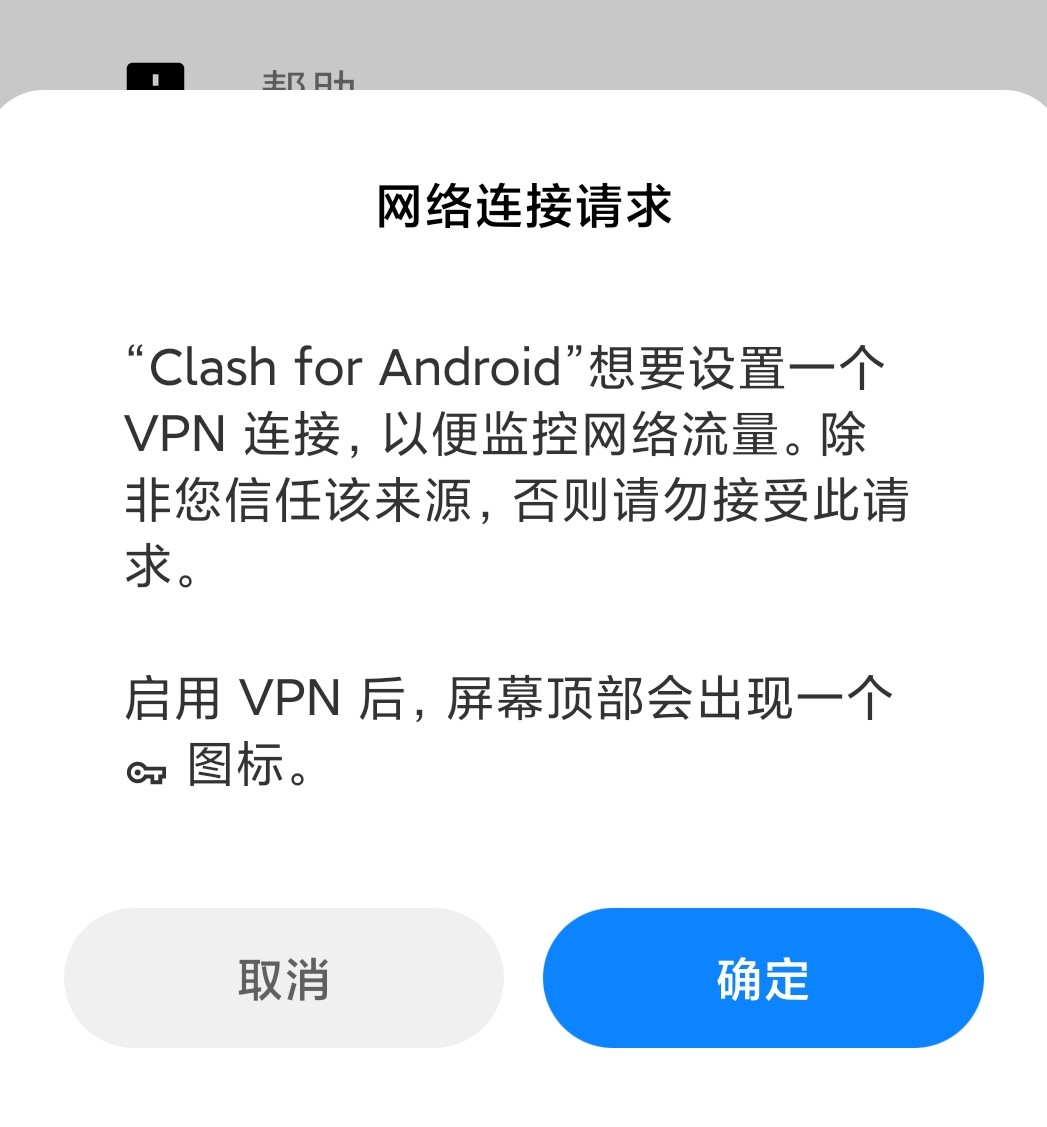 帮助
网络连接请求
“Clash for Android”想要设置一个
VPN 连接，以便监控网络流量。除
非您信任该来源，否则请勿接受此请
求。
启用 VPN 后，屏幕顶部会出现一个
图标。
取消
确定